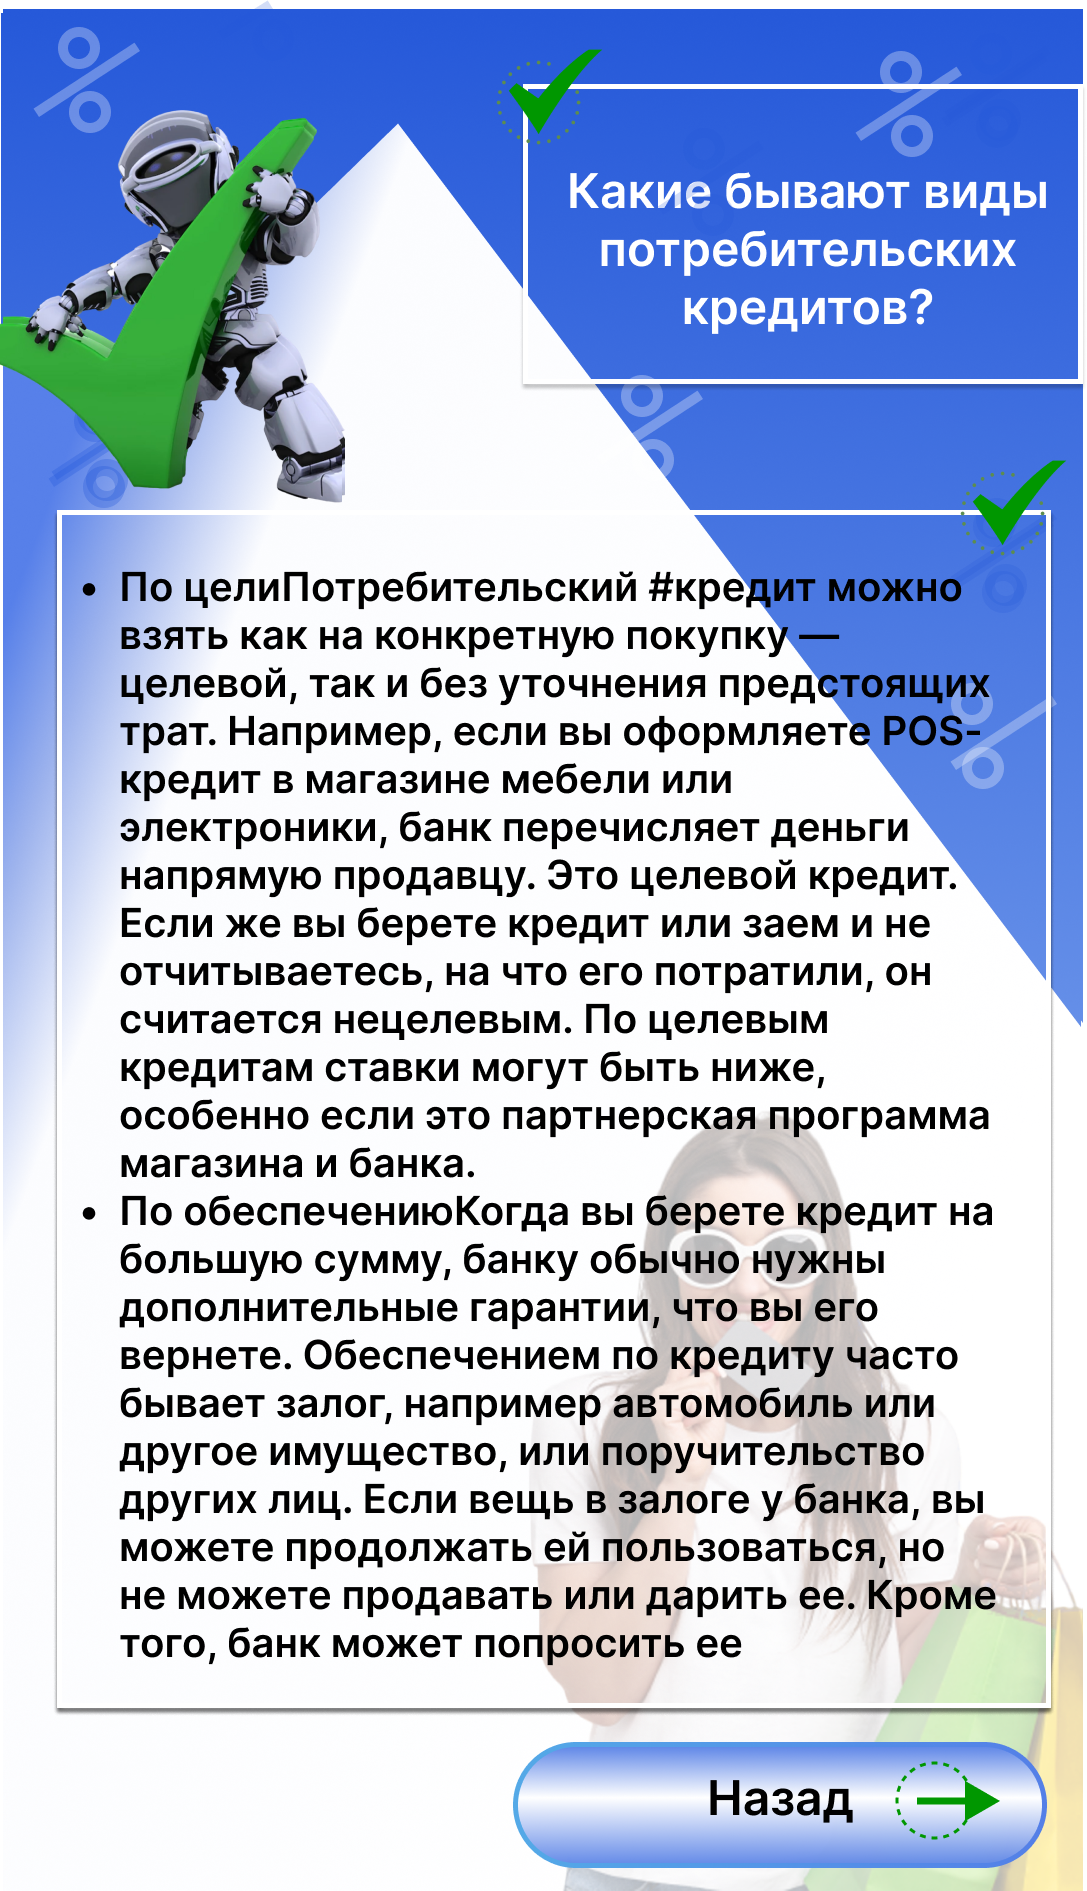 Какие бывают виды
потребительских
кредитов?
• По целиПотребительский #кредит можно
взять как на конкретную покупку —
целевой, так и без уточнения предстоящих
трат. Например, если вы оформляете POS-
кредит в магазине мебели или
электроники, банк перечисляет деньги
напрямую продавцу. Это целевой кредит.
Если же вы берете кредит или заем и не
отчитываетесь, на что его потратили, он
считается нецелевым. По целевым
кредитам ставки могут быть ниже,
особенно если это партнерская программа
магазина и банка.
• По обеспечениюКогда вы берете кредит на
большую сумму, банку обычно нужны
дополнительные гарантии, что вы его
вернете. Обеспечением по кредиту часто
бывает залог, например автомобиль или
другое имущество, или поручительство
других лиц. Если вещь в залоге у банка, вы
можете продолжать ей пользоваться, но
не можете продавать или дарить ее. Кроме
того, банк может попросить ее
Назад